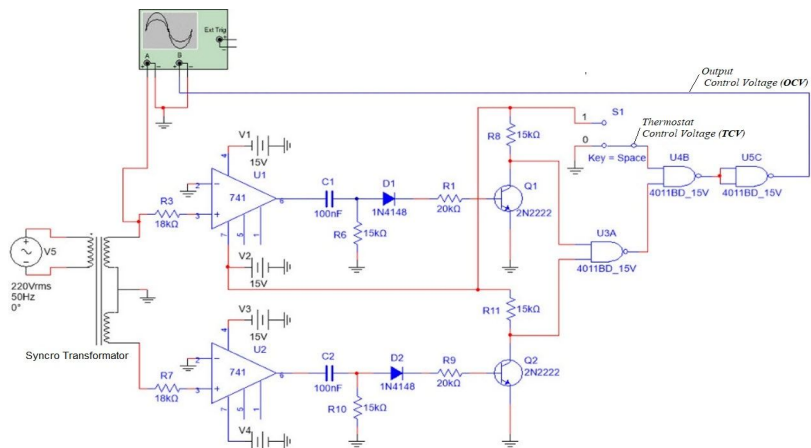 Ext Trig
A
B
Output
Control Voltage (OCV)
S1
1
0
Key = Space
Thermostat
Control Voltage (TCV)
V1
15V
U1
4
2
741
3
6
7
5
1
R3
18kΩ
C1
100nF
D1
1N4148
R6
15kΩ
R1
20kΩ
R8
15kΩ
Q1
2N2222
U4B
4011BD_15V
U5C
4011BD_15V
U3A
4011BD_15V
V2
15V
V5
220Vrms
50Hz
0°
Syncro Transformator
V3
15V
U2
4
2
741
3
6
7
5
1
R7
18kΩ
V4
C2
100nF
D2
1N4148
R10
15kΩ
R9
20kΩ
R11
15kΩ
Q2
2N2222